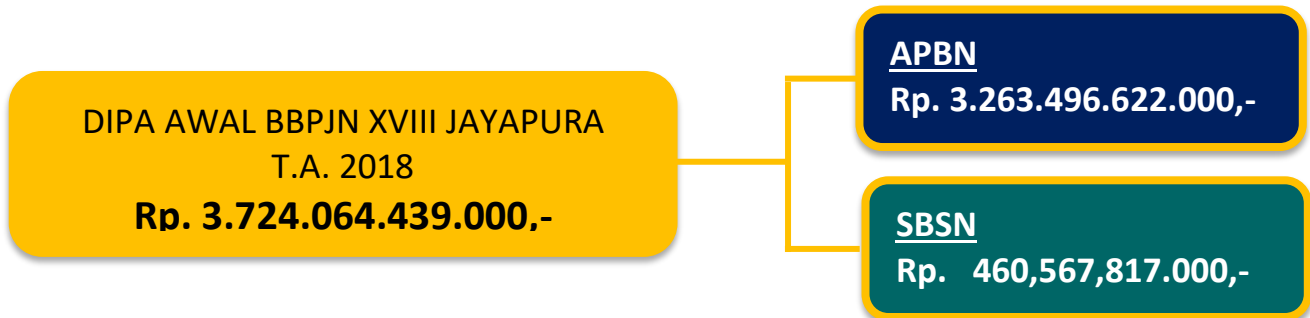 DIPA AWAL BBPJN XVIII JAYAPURA
T.A. 2018
Rp. 3.724.064.439.000,-
APBN
Rp. 3.263.496.622.000,-
SBSN
Rp. 460,567,817.000,-